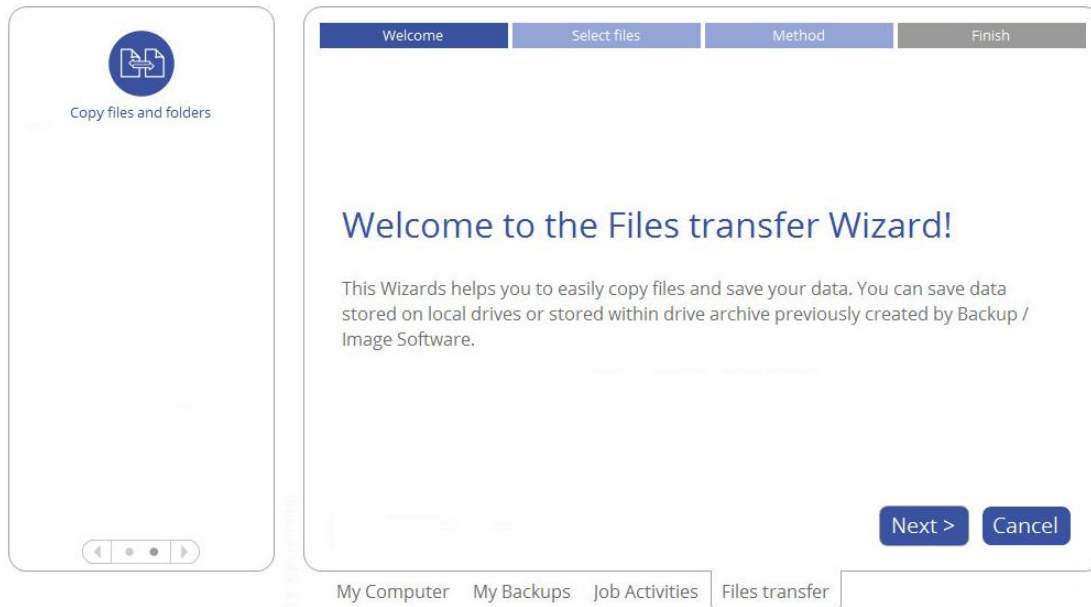 Copy files and folders
Welcome Select files Method Finish
Welcome to the Files transfer Wizard!
This Wizards helps you to easily copy files and save your data. You can save data
stored on local drives or stored within drive archive previously created by Backup /
Image Software.
Next > Cancel
My Computer My Backups Job Activities Files transfer